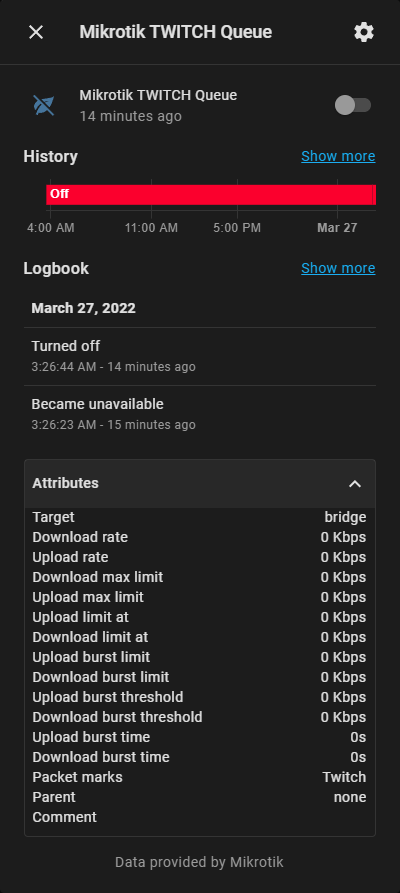 Mikrotik TWITCH Queue
Mikrotik TWITCH Queue
14 minutes ago
History Show more
Off
4:00 AM 11:00 AM 5:00 PM Mar 27
Logbook Show more
March 27, 2022
Turned off
3:26:44 AM - 14 minutes ago
Became unavailable
3:26:23 AM - 15 minutes ago
Attributes
Target bridge
Download rate 0 Kbps
Upload rate 0 Kbps
Download max limit 0 Kbps
Upload max limit 0 Kbps
Upload limit at 0 Kbps
Download limit at 0 Kbps
Upload burst limit 0 Kbps
Download burst limit 0 Kbps
Upload burst threshold 0 Kbps
Download burst threshold 0 Kbps
Upload burst time 0s
Download burst time 0s
Packet marks Twitch
Parent none
Comment
Data provided by Mikrotik